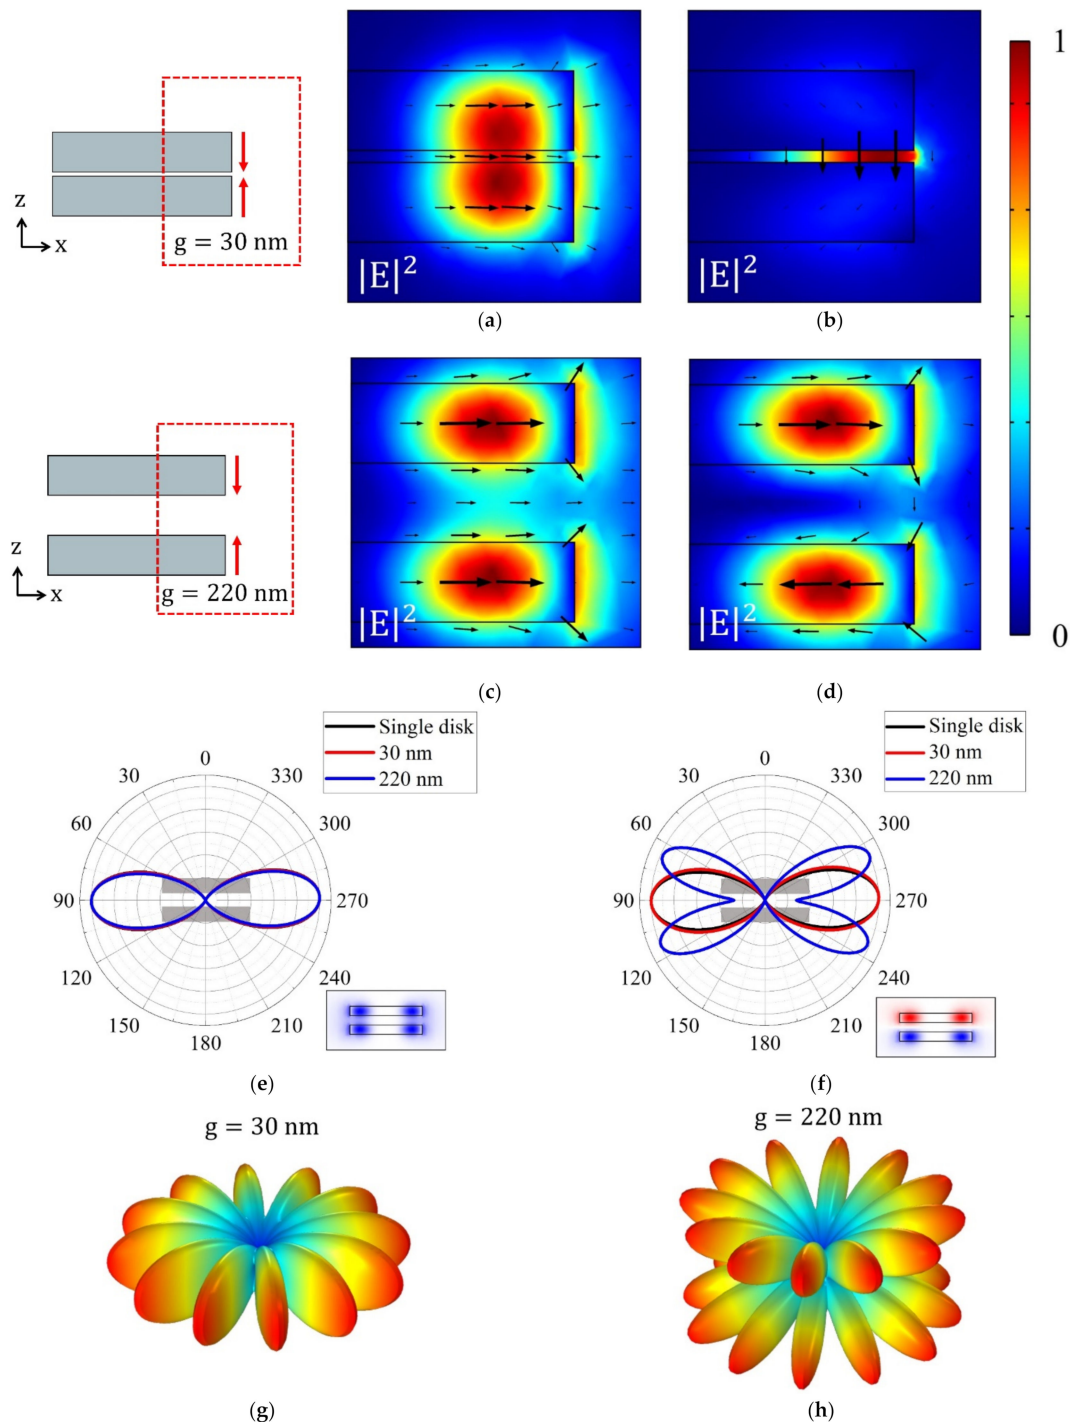 z
x
g = 30 nm
|E|²
(a)
|E|²
(b)
1
0
z
x
g = 220 nm
|E|²
(c)
|E|²
(d)
Single disk
30 nm
220 nm
0
330
300
270
240
210
180
150
120
90
60
30
(e)
Single disk
30 nm
220 nm
0
330
300
270
240
210
180
150
120
90
60
30
(f)
g = 30 nm
(g)
g = 220 nm
(h)